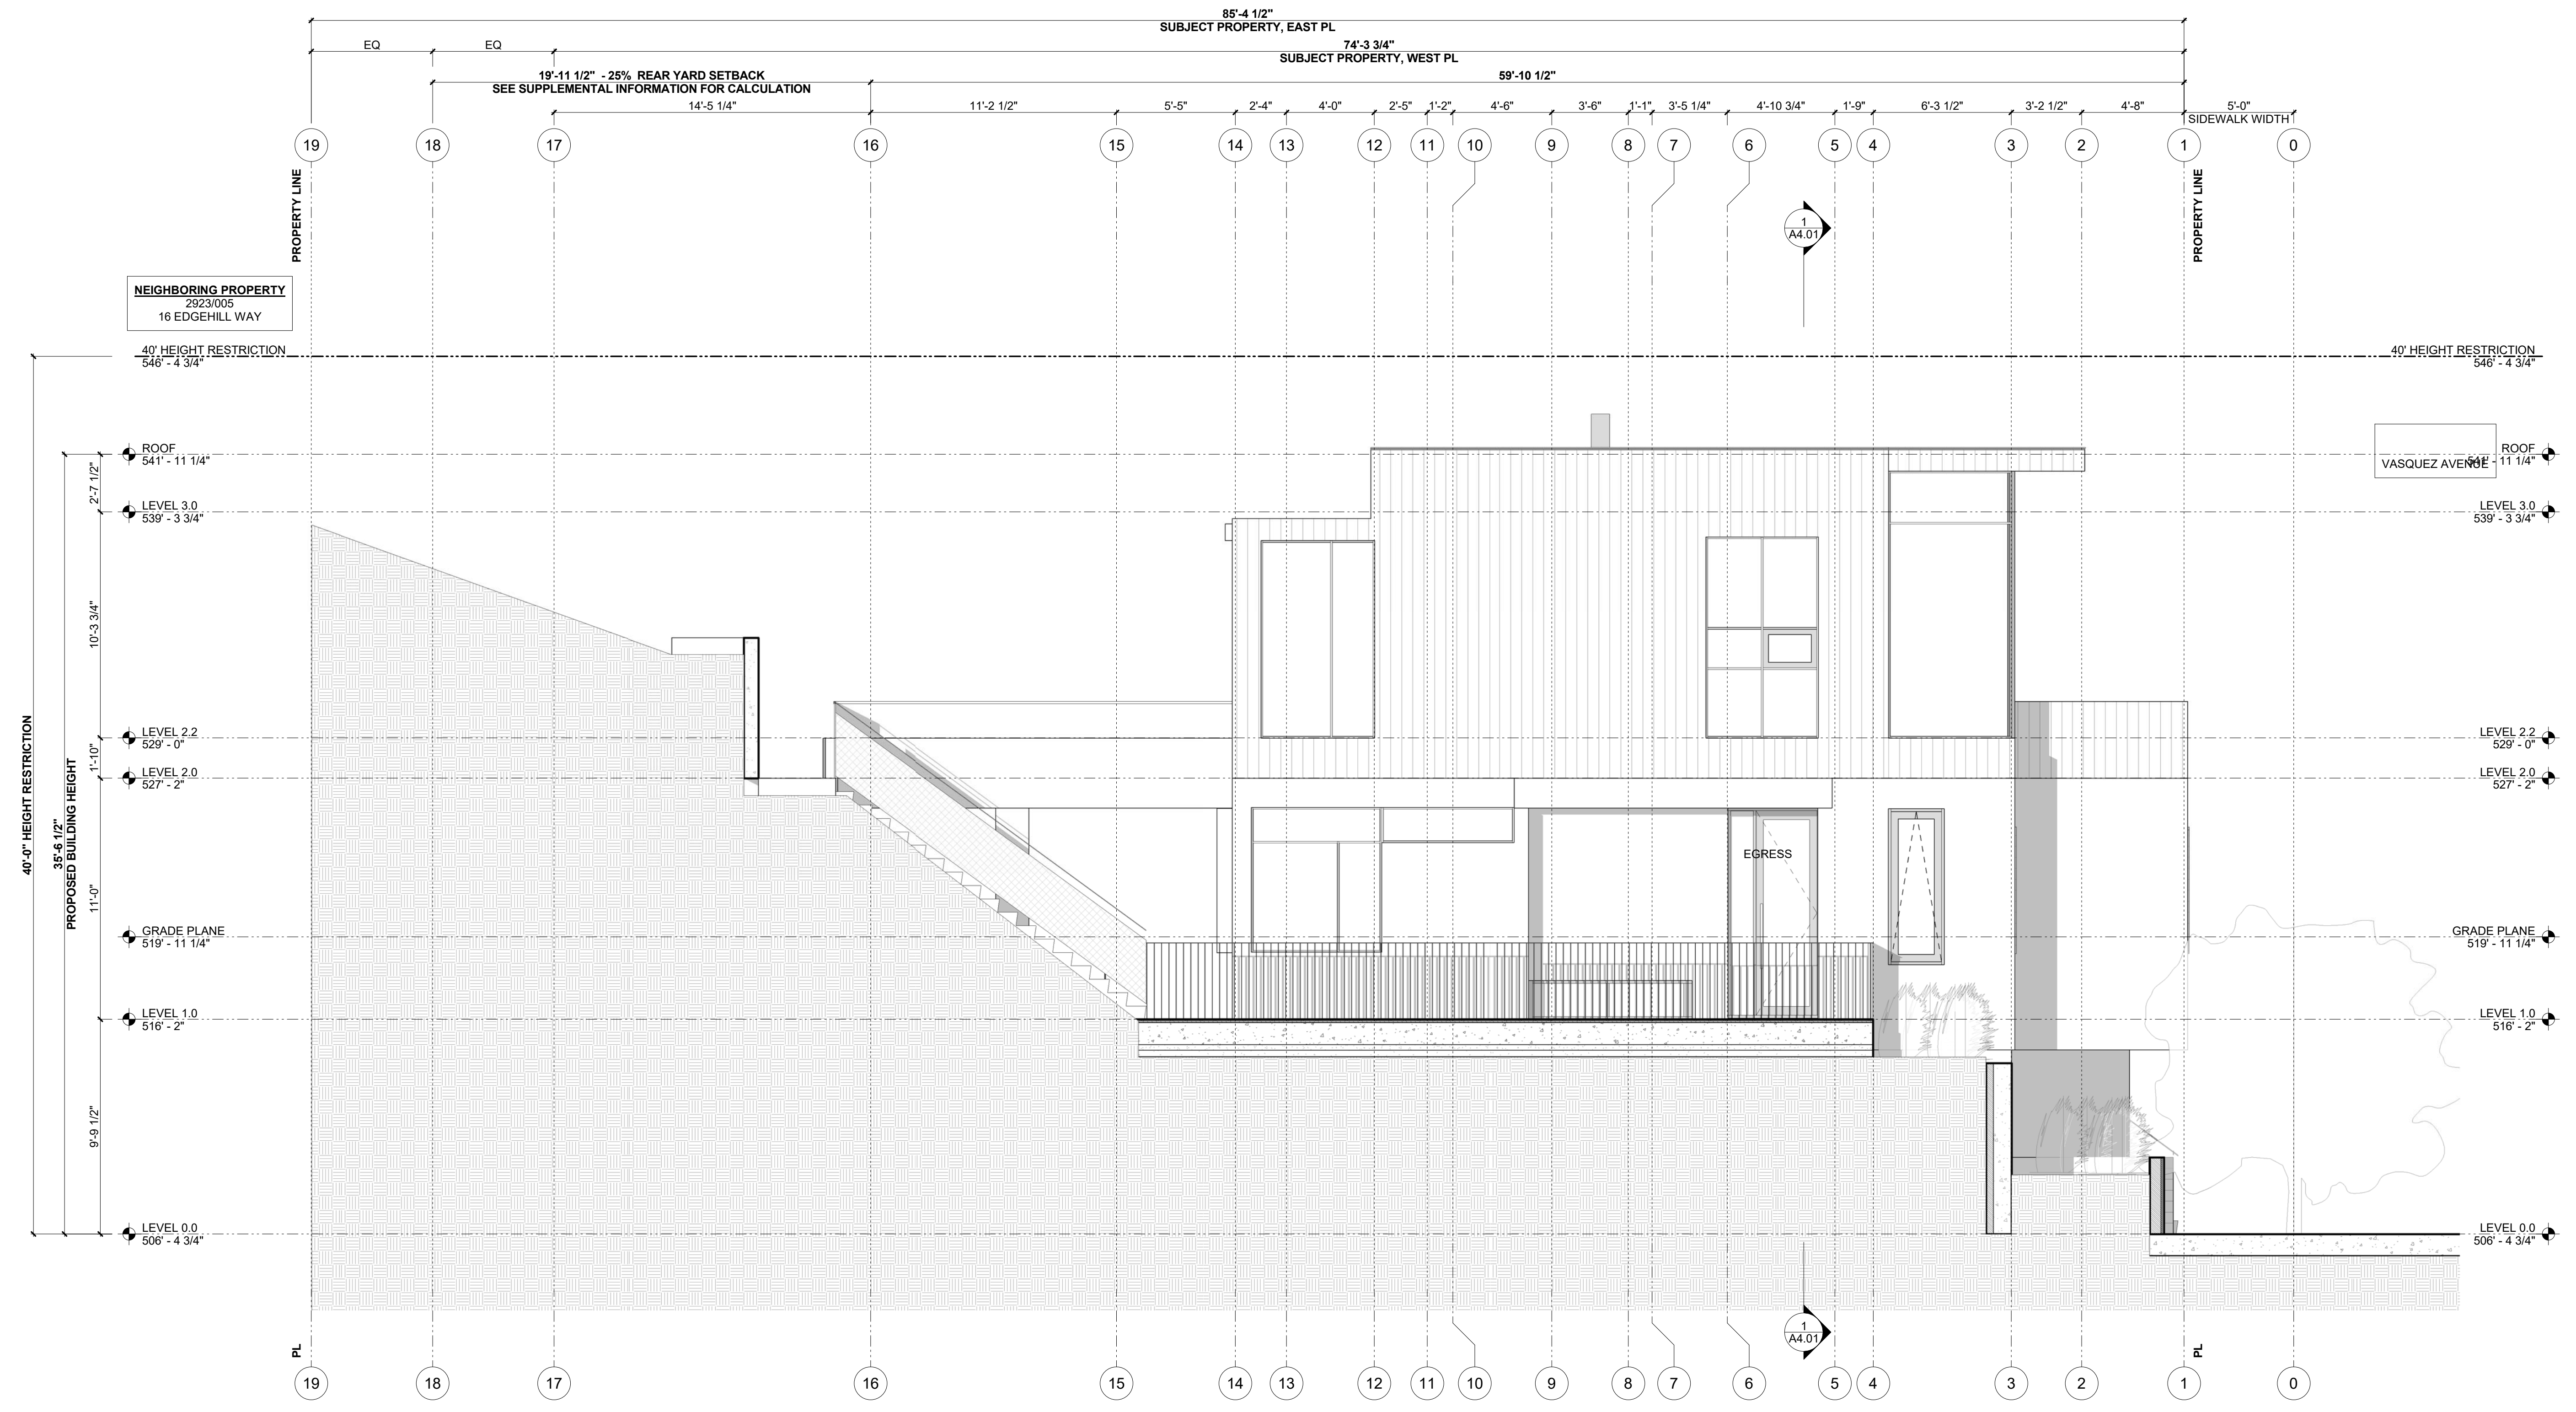 85'-4 1/2"
SUBJECT PROPERTY, EAST PL
EQ EQ 74'-3 3/4"
SUBJECT PROPERTY, WEST PL
19'-11 1/2" - 25% REAR YARD SETBACK 59'-10 1/2"
SEE SUPPLEMENTAL INFORMATION FOR CALCULATION
14'-5 1/4" 11'-2 1/2" 5'-5" 2'-4" 4'-0" 2'-5" 1'-2" 4'-6" 3'-6" 1'-1" 3'-5 1/4" 4'-10 3/4" 1'-9" 6'-3 1/2" 3'-2 1/2" 4'-8" 5'-0"
SIDEWALK WIDTH
19 18 17 16 15 14 13 12 11 10 9 8 7 6 5 4 3 2 1 0
PROPERTY LINE
PROPERTY LINE
1
A4.01
NEIGHBORING PROPERTY
2923/005
16 EDGEHILL WAY
40' HEIGHT RESTRICTION
546' - 4 3/4"
40' HEIGHT RESTRICTION
546' - 4 3/4"
ROOF
541' - 11 1/4"
ROOF
541' - 11 1/4"
VASQUEZ AVENUE
LEVEL 3.0
539' - 3 3/4"
LEVEL 3.0
539' - 3 3/4"
LEVEL 2.2
529' - 0"
LEVEL 2.2
529' - 0"
LEVEL 2.0
527' - 2"
LEVEL 2.0
527' - 2"
EGRESS
GRADE PLANE
519' - 11 1/4"
GRADE PLANE
519' - 11 1/4"
LEVEL 1.0
516' - 2"
LEVEL 1.0
516' - 2"
LEVEL 0.0
506' - 4 3/4"
LEVEL 0.0
506' - 4 3/4"
40'-0" HEIGHT RESTRICTION
35'-6 1/2"
PROPOSED BUILDING HEIGHT
2'-7 1/2"
10'-3 3/4"
1'-10"
11'-0"
9'-9 1/2"
1
A4.01
PL
PL
19 18 17 16 15 14 13 12 11 10 9 8 7 6 5 4 3 2 1 0